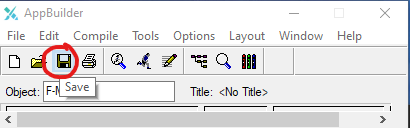 AppBuilder
File Edit Compile Tools Options Layout Window Help
Object: F-M Title: <No Title>
Save